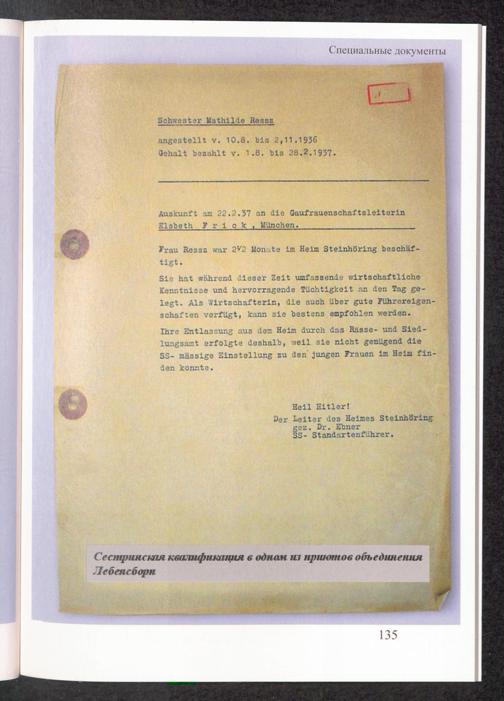 Специальные документы
Schwester Mathilde Ressz
angestellt v. 10.8. bis 2,11.1936
Gehalt bezahlt v. 1.8. bis 28.2.1937.
Auskunft am 22.2.37 an die Gaufrauenschaftsleiterin
Elsbeth F r i c k , München.
Frau Ressz war 2½ Monate im Heim Steinhöring beschäf-
tigt.
Sie hat während dieser Zeit umfassende wirtschaftliche
Kenntnisse und hervorragende Tüchtigkeit an den Tag ge-
legt. Als Wirtschafterin, die auch über gute Führereigen-
schaften verfügt, kann sie bestens empfohlen werden.
Ihre Entlassung aus dem Heim durch das Rasse- und Sied-
lungsamt erfolgte deshalb, weil sie nicht genügend die
SS- mässige Einstellung zu den jungen Frauen im Heim fin-
den konnte.
Heil Hitler!
Der Leiter des Heimes Steinhöring
gez. Dr. Ebner
SS- Standartenführer.
Сестринская квалификация в одном из приютов объединения
Лебенсборн
135